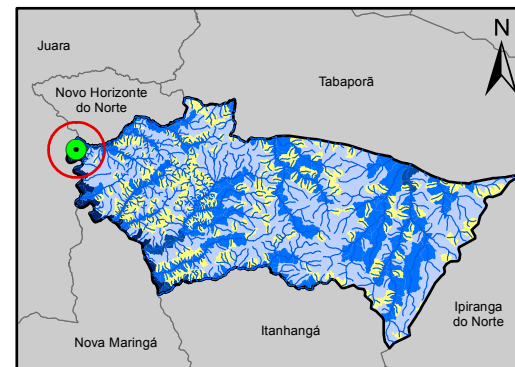 Juara
N
Tabaporã
Novo Horizonte
do Norte
Ipiranga
do Norte
Itanhangá
Nova Maringá